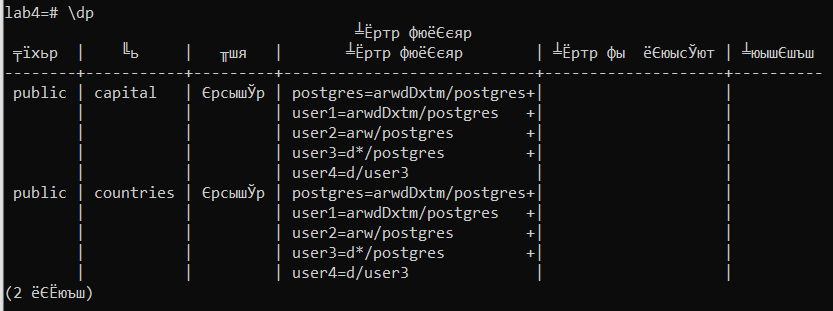 lab4=# \dp
╩Ёртр фюёЄєяр
╤їхьр | ╚ь | ╥шя | ╩Ёртр фюёЄєяр | ╩Ёртр фы  ёЄюысЎют | ╩юышЄшъш
--------+-----------+---------+---------------------------+---------------------+----------
public | capital | ЄрсышЎр | postgres=arwdDxtm/postgres+| |
| | | user1=arwdDxtm/postgres +| |
| | | user2=arw/postgres +| |
| | | user3=d*/postgres +| |
| | | user4=d/user3 | |
public | countries | ЄрсышЎр | postgres=arwdDxtm/postgres+| |
| | | user1=arwdDxtm/postgres +| |
| | | user2=arw/postgres +| |
| | | user3=d*/postgres +| |
| | | user4=d/user3 | |
(2 ёЄЁюъш)